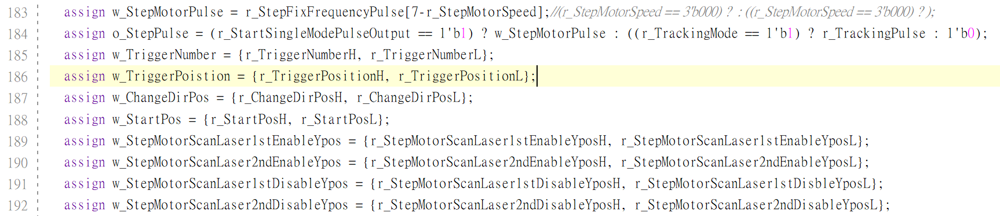 183 assign w_StepMotorPulse = r_StepFixFrequencyPulse[7-r_StepMotorSpeed];//(r_StepMotorSpeed == 3'b000) ? : ((r_StepMotorSpeed == 3'b000) ? );
184 assign o_StepPulse = (r_StartSingleModePulseOutput == 1'b1) ? w_StepMotorPulse : ((r_TrackingMode == 1'b1) ? r_TrackingPulse : 1'b0);
185 assign w_TriggerNumber = {r_TriggerNumberH, r_TriggerNumberL};
186 assign w_TriggerPoistion = {r_TriggerPositionH, r_TriggerPositionL};
187 assign w_ChangeDirPos = {r_ChangeDirPosH, r_ChangeDirPosL};
188 assign w_StartPos = {r_StartPosH, r_StartPosL};
189 assign w_StepMotorScanLaser1stEnableYpos = {r_StepMotorScanLaser1stEnableYposH, r_StepMotorScanLaser1stEnableYposL};
190 assign w_StepMotorScanLaser2ndEnableYpos = {r_StepMotorScanLaser2ndEnableYposH, r_StepMotorScanLaser2ndEnableYposL};
191 assign w_StepMotorScanLaser1stDisableYpos = {r_StepMotorScanLaser1stDisableYposH, r_StepMotorScanLaser1stDisbleYposL};
192 assign w_StepMotorScanLaser2ndDisableYpos = {r_StepMotorScanLaser2ndDisableYposH, r_StepMotorScanLaser2ndDisableYposL};